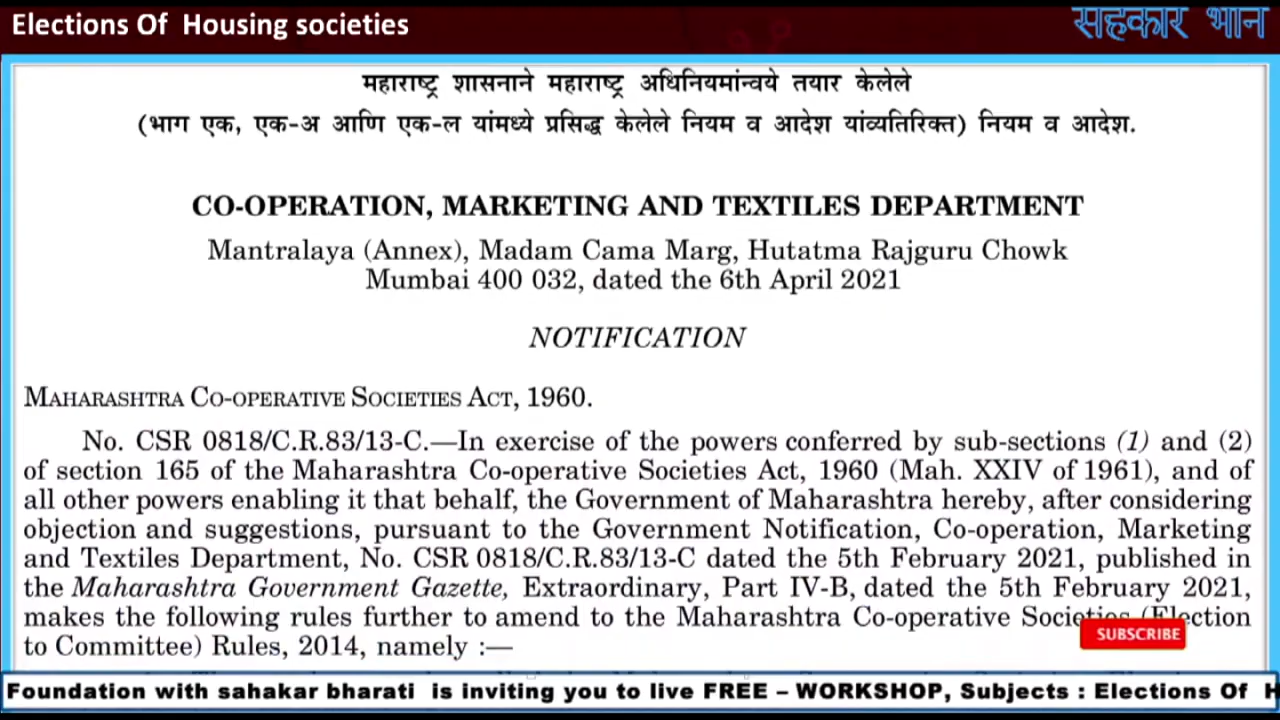 Elections Of Housing societies
सहकार भान
महाराष्ट्र शासनाने महाराष्ट्र अधिनियमांन्वये तयार केलेले
(भाग एक, एक-अ आणि एक-ल यांमध्ये प्रसिद्ध केलेले नियम व आदेश यांव्यतिरिक्त) नियम व आदेश.
CO-OPERATION, MARKETING AND TEXTILES DEPARTMENT
Mantralaya (Annex), Madam Cama Marg, Hutatma Rajguru Chowk
Mumbai 400 032, dated the 6th April 2021
NOTIFICATION
MAHARASHTRA CO-OPERATIVE SOCIETIES ACT, 1960.
No. CSR 0818/C.R.83/13-C.—In exercise of the powers conferred by sub-sections (1) and (2)
of section 165 of the Maharashtra Co-operative Societies Act, 1960 (Mah. XXIV of 1961), and of
all other powers enabling it that behalf, the Government of Maharashtra hereby, after considering
objection and suggestions, pursuant to the Government Notification, Co-operation, Marketing
and Textiles Department, No. CSR 0818/C.R.83/13-C dated the 5th February 2021, published in
the Maharashtra Government Gazette, Extraordinary, Part IV-B, dated the 5th February 2021,
makes the following rules further to amend to the Maharashtra Co-operative Societies (Election
to Committee) Rules, 2014, namely :—
SUBSCRIBE
Foundation with sahakar bharati is inviting you to live FREE – WORKSHOP, Subjects : Elections Of H